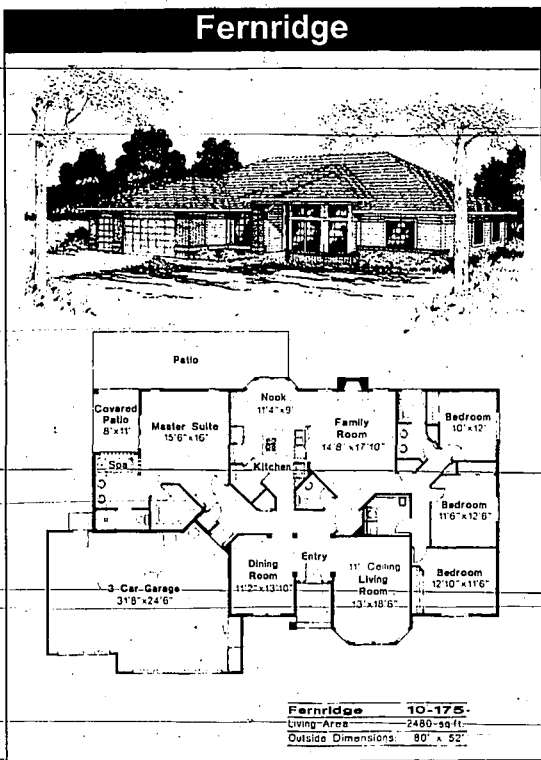 Fernridge
Patio
Nook
11'4"x9'
Covered
Patio
8'x11'
Master Suite
15'6"x16'
Family
Room
14'8"x17'10"
Bedroom
10'x12'
Spa
Kitchen
Bedroom
11'6"x12'6"
Dining
Room
11'2"x13'10"
Entry
11' Ceiling
Living
Room
13'x18'6"
Bedroom
12'10"x11'6"
3 Car Garage
31'8"x24'6"
Fernridge 10-175
Living Area 2480 sq ft.
Outside Dimensions: 80' x 52'